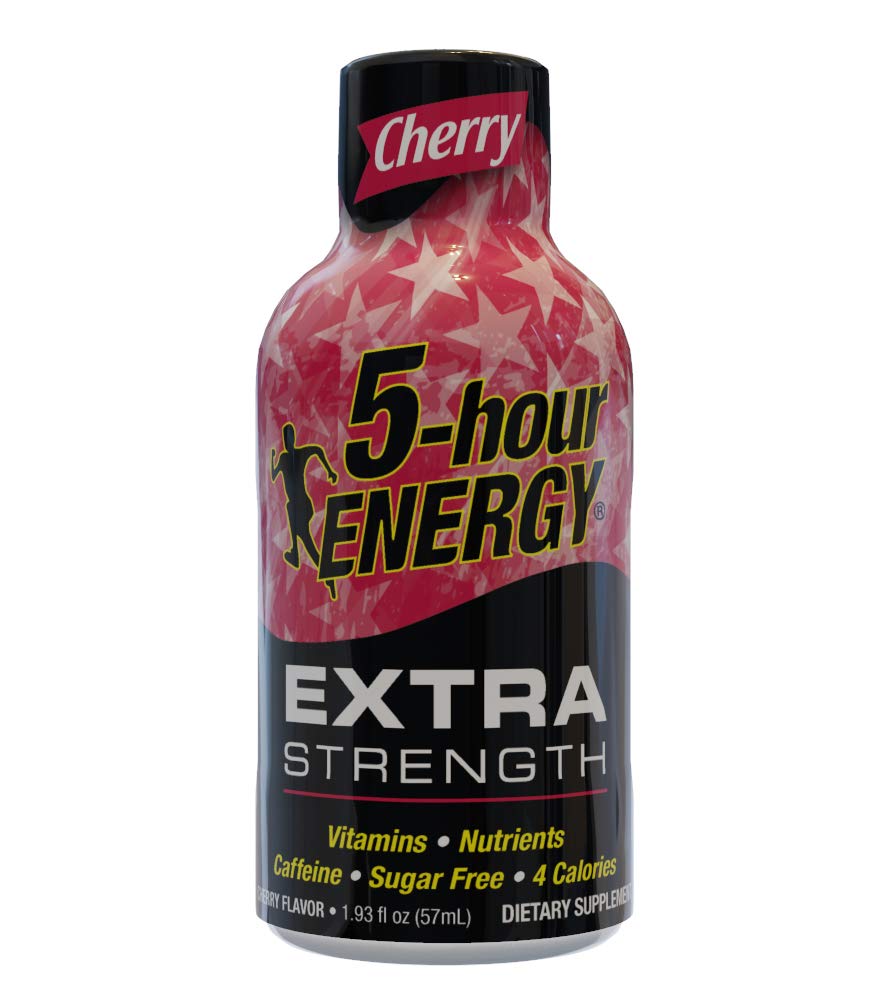 Cherry
5-hour
ENERGY®
EXTRA
STRENGTH
Vitamins • Nutrients
Caffeine • Sugar Free • 4 Calories
FLAVOR • 1.93 fl oz (57mL) DIETARY